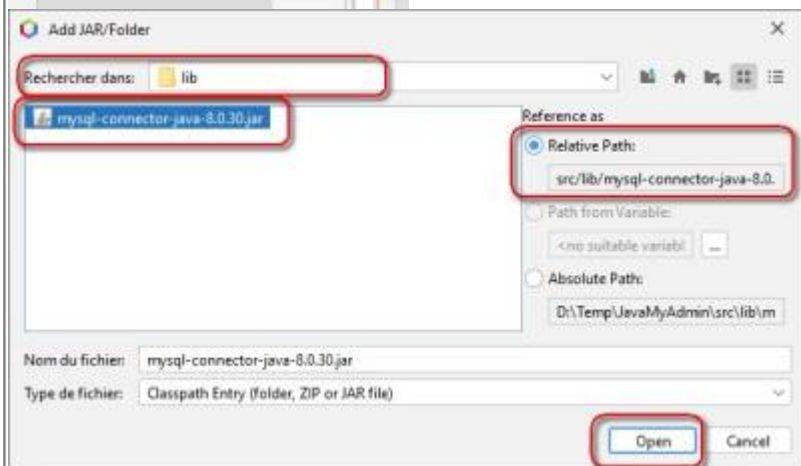 Add JAR/Folder
Rechercher dans: lib
mysql-connector-java-8.0.30.jar
Reference as
Relative Path:
src/lib/mysql-connector-java-8.0.
Path from Variable:
<no suitable variabl ...
Absolute Path:
D:\Temp\JavaMyAdmin\src\lib\m
Nom du fichier: mysql-connector-java-8.0.30.jar
Type de fichier: Classpath Entry (folder, ZIP or JAR file)
Open Cancel